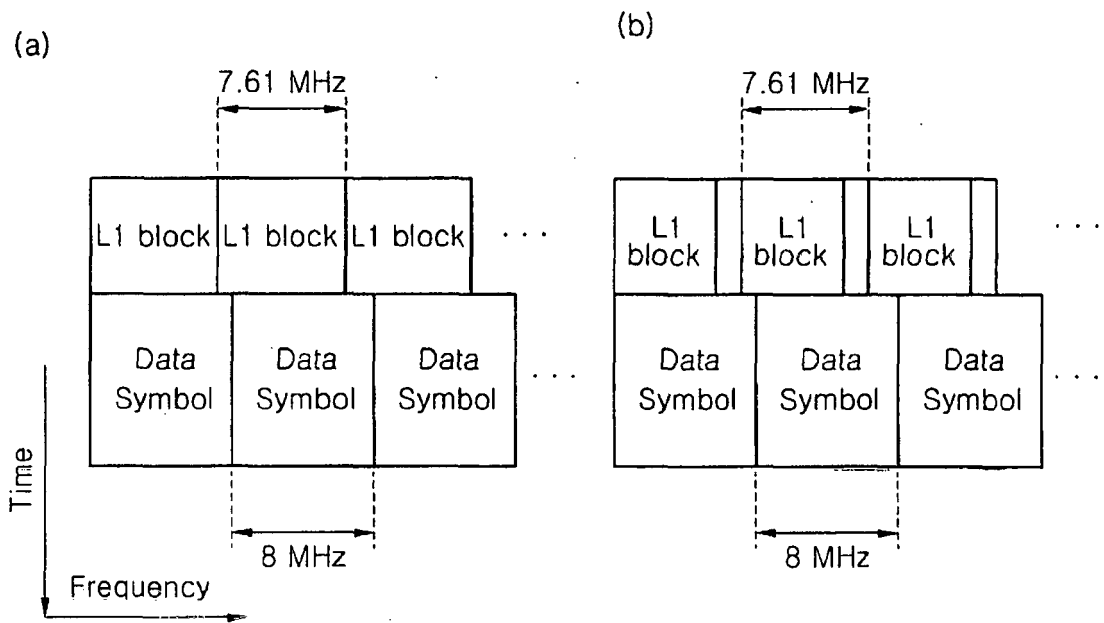 (a)
(b)
7.61 MHz
7.61 MHz
L1 block L1 block L1 block . . .
L1 L1 L1 . . .
block block block
Data Data Data
Symbol Symbol Symbol . . .
Data Data Data
Symbol Symbol Symbol . . .
8 MHz
8 MHz
Time
Frequency